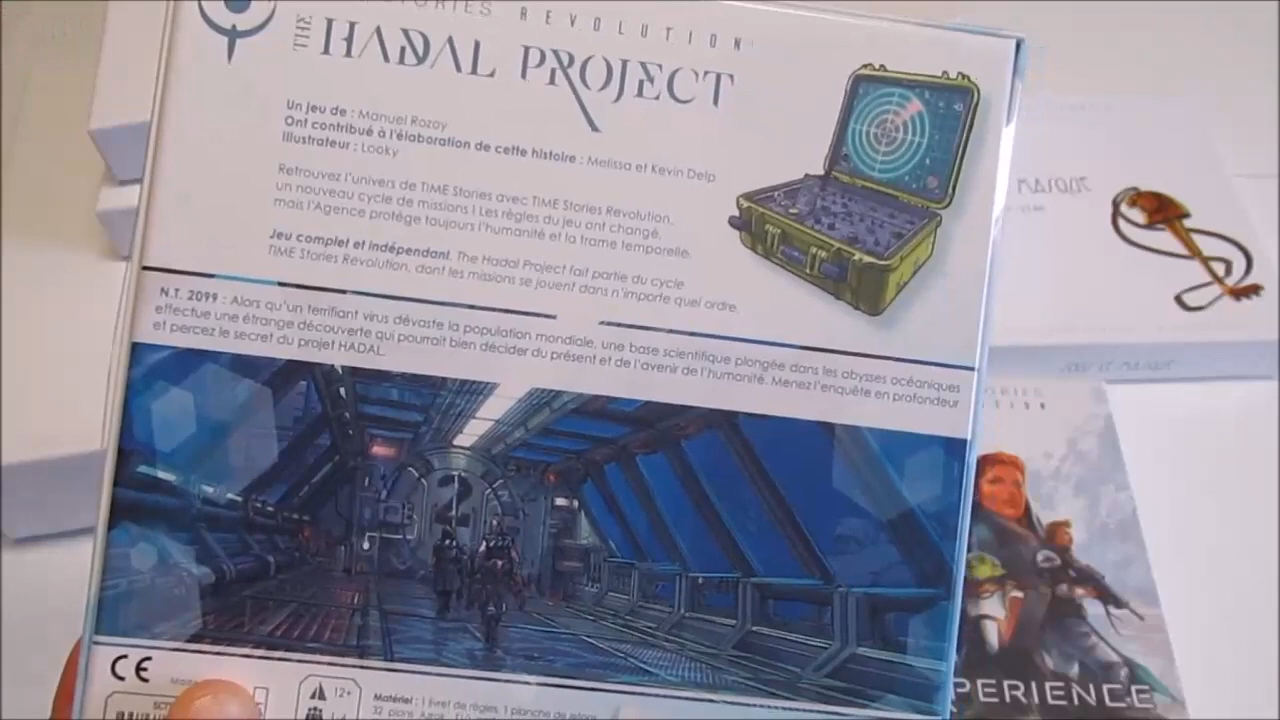 STORIES REVOLUTION
THE HADAL PROJECT
Un jeu de : Manuel Rozoy
Ont contribué à l'élaboration de cette histoire : Melissa et Kevin Delp
Illustrateur : Looky
Retrouvez l'univers de TIME Stories avec TIME Stories Revolution,
un nouveau cycle de missions ! Les règles du jeu ont changé,
mais l'Agence protège toujours l'humanité et la trame temporelle.
Jeu complet et indépendant. The Hadal Project fait partie du cycle
TIME Stories Revolution, dont les missions se jouent dans n'importe quel ordre.
N.T. 2099 : Alors qu'un terrifiant virus dévaste la population mondiale, une base scientifique plongée dans les abysses océaniques
effectue une étrange découverte qui pourrait bien décider du présent et de l'avenir de l'humanité. Menez l'enquête en profondeur
et percez le secret du projet HADAL.
2
CE
12+
1-4
Matériel : 1 livret de règles, 1 planche de jetons,
32 pions
PERIENCE